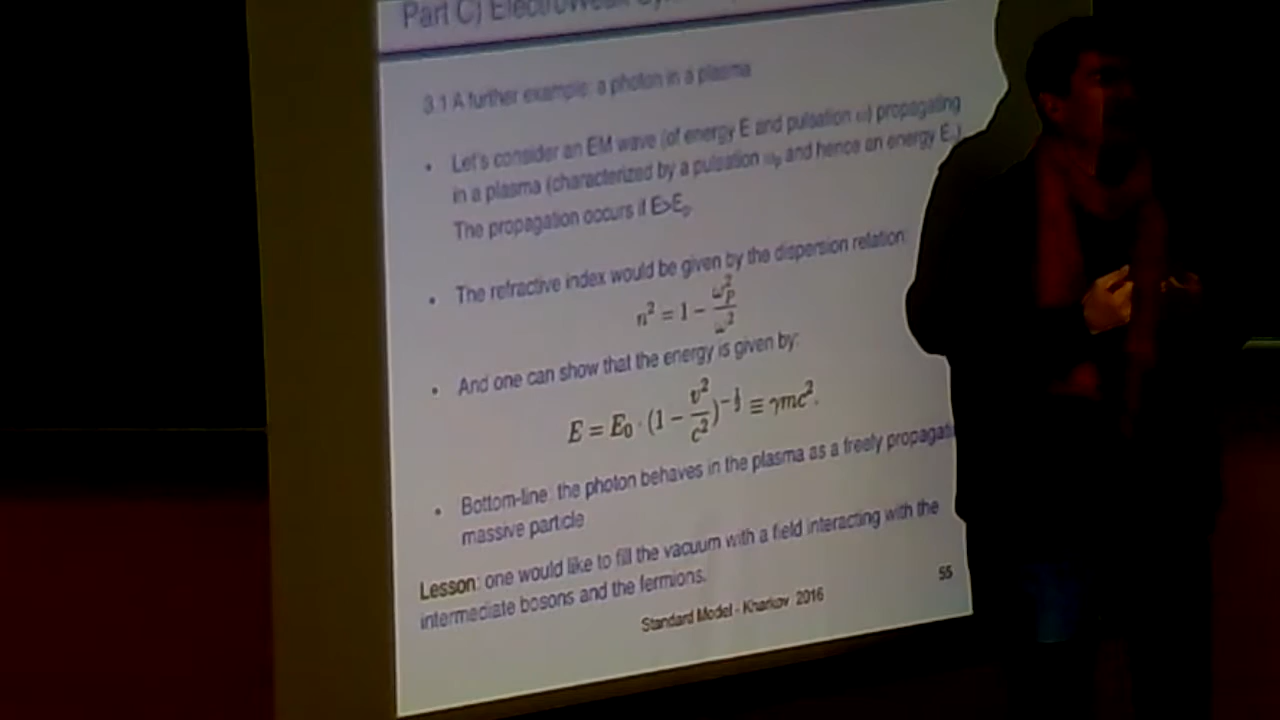 Part C) ElectroWeak
3.1 A further example: a photon in a plasma
• Let's consider an EM wave (of energy E and pulsation ω) propagating
in a plasma (characterized by a pulsation ωp and hence an energy Ep)
The propagation occurs if E>Ep.
• The refractive index would be given by the dispersion relation:
n² = 1 − ωp²/ω²
• And one can show that the energy is given by:
E = E₀ · (1 − v²/c²)^−½ ≡ γmc².
• Bottom-line: the photon behaves in the plasma as a freely propagati
massive particle
Lesson: one would like to fill the vacuum with a field interacting with the
intermediate bosons and the fermions.
Standard Model - Kharkov 2016
55